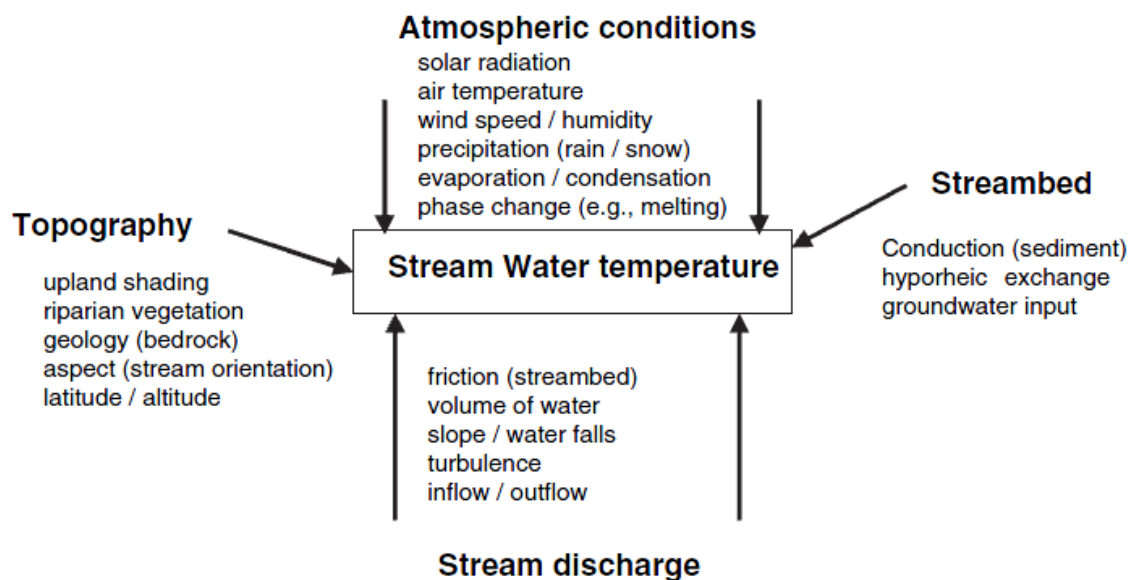 Atmospheric conditions
solar radiation
air temperature
wind speed / humidity
precipitation (rain / snow)
evaporation / condensation
phase change (e.g., melting)
Topography
upland shading
riparian vegetation
geology (bedrock)
aspect (stream orientation)
latitude / altitude
Stream Water temperature
Streambed
Conduction (sediment)
hyporheic exchange
groundwater input
friction (streambed)
volume of water
slope / water falls
turbulence
inflow / outflow
Stream discharge